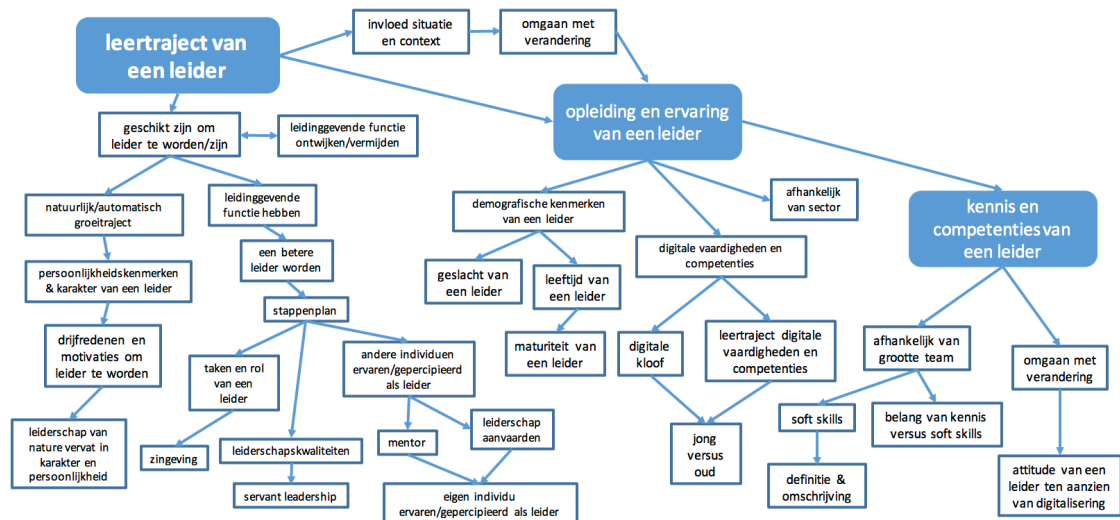 leertraject van
een leider
invloed situatie
en context
omgaan met
verandering
opleiding en ervaring
van een leider
geschikt zijn om
leider te worden/zijn
leidinggevende functie
ontwijken/vermijden
natuurlijk/automatisch
groeitraject
leidinggevende
functie hebben
demografische kenmerken
van een leider
afhankelijk
van sector
kennis en
competenties van
een leider
persoonlijkheidskenmerken
& karakter van een leider
een betere
leider worden
geslacht van
een leider
leeftijd van
een leider
digitale vaardigheden en
competenties
stappenplan
drijfredenen en
motivaties om
leider te worden
taken en rol
van een
leider
andere individuen
ervaren/gepercipieerd
als leider
maturiteit van
een leider
digitale
kloof
leertraject digitale
vaardigheden en
competenties
afhankelijk van
grootte team
omgaan met
verandering
leiderschap van
nature vervat in
karakter en
persoonlijkheid
zingeving
leiderschapskwaliteiten
mentor
leiderschap
aanvaarden
jong
versus
oud
soft skills
belang van kennis
versus soft skills
servant leadership
eigen individu
ervaren/gepercipieerd als leider
definitie &
omschrijving
attitude van een
leider ten aanzien
van digitalisering